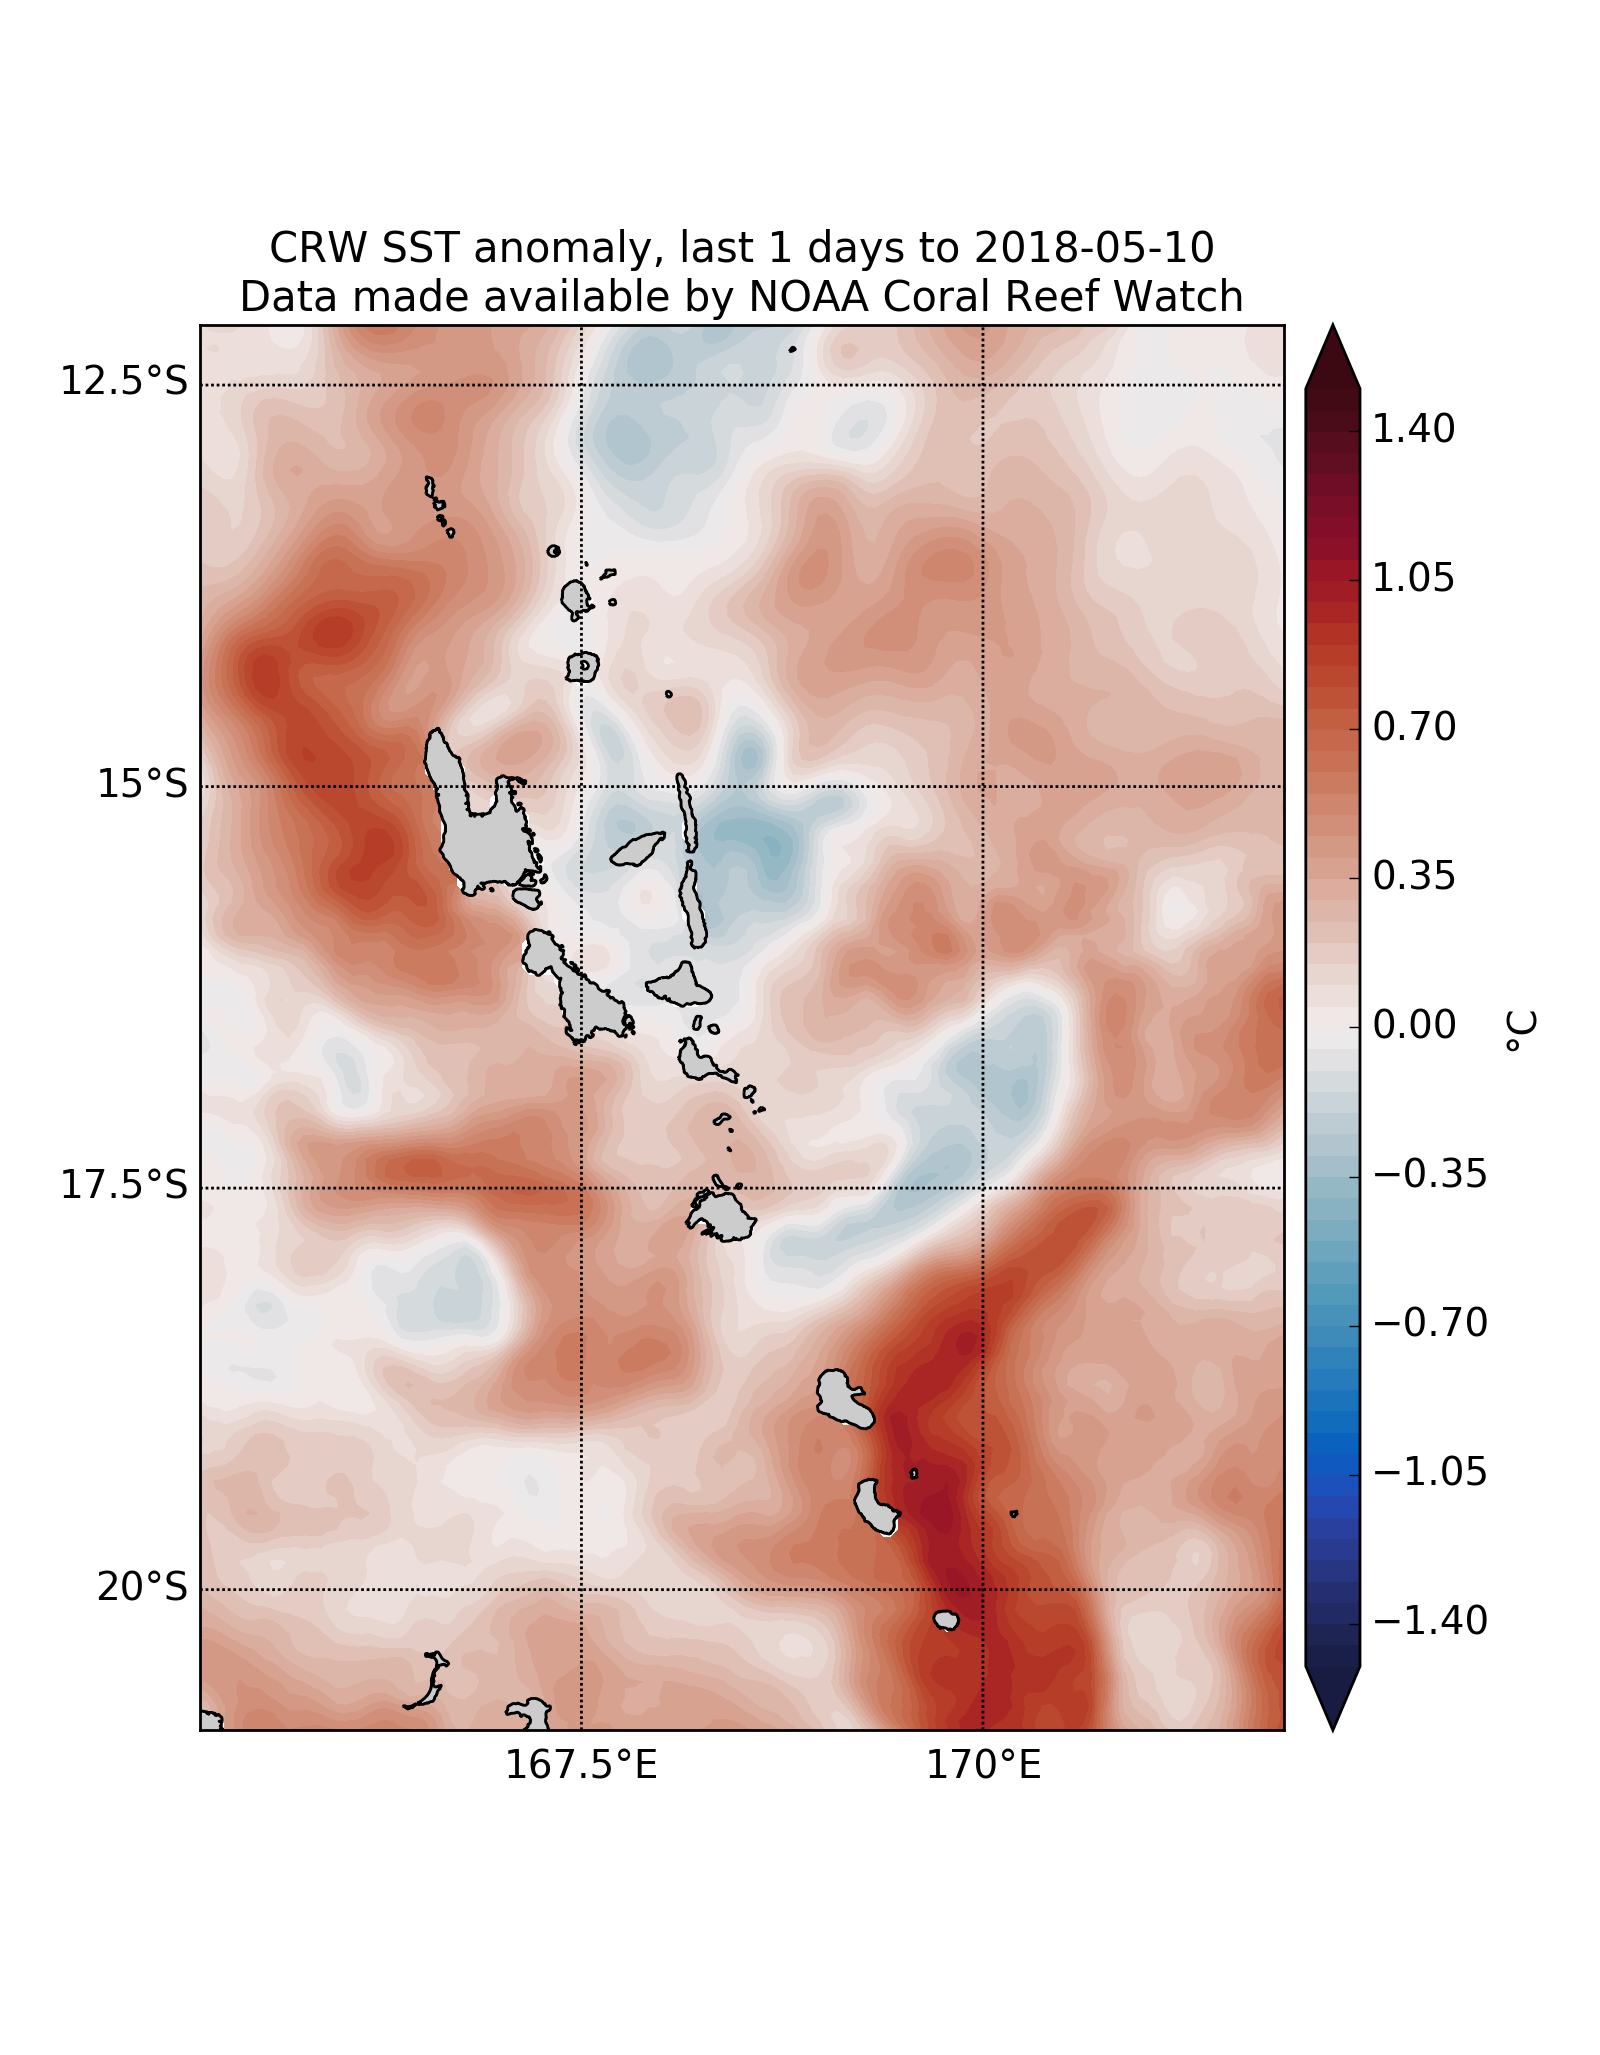 CRW SST anomaly, last 1 days to 2018-05-10
Data made available by NOAA Coral Reef Watch
12.5°S
15°S
17.5°S
20°S
167.5°E
170°E
1.40
1.05
0.70
0.35
0.00
−0.35
−0.70
−1.05
−1.40
°C